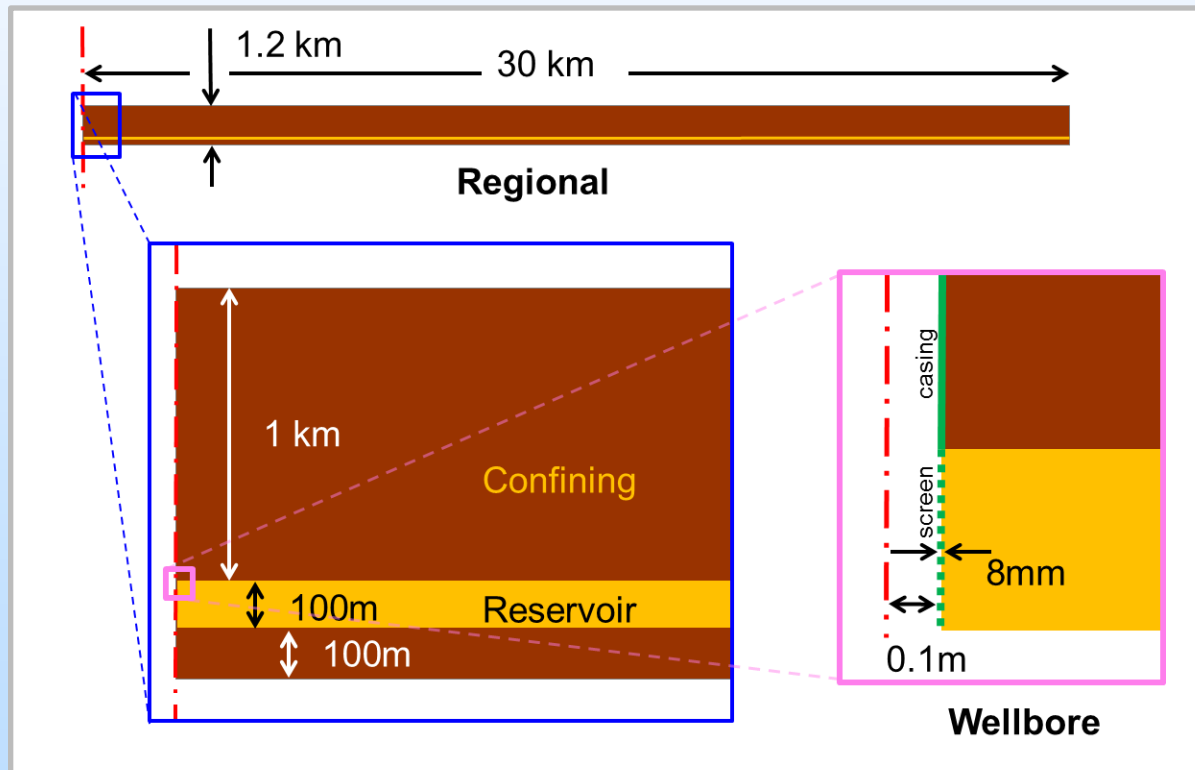 1.2 km
30 km
Regional
1 km
Confining
100m
Reservoir
100m
casing
screen
8mm
0.1m
Wellbore